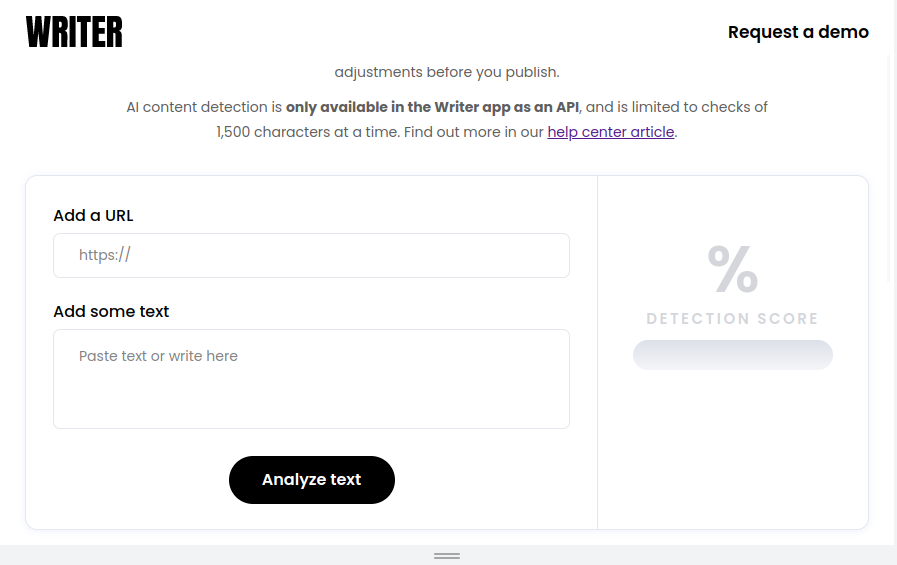 WRITER
Request a demo
adjustments before you publish.
AI content detection is only available in the Writer app as an API, and is limited to checks of
1,500 characters at a time. Find out more in our help center article.
Add a URL
https://
Add some text
Paste text or write here
Analyze text
%
DETECTION SCORE